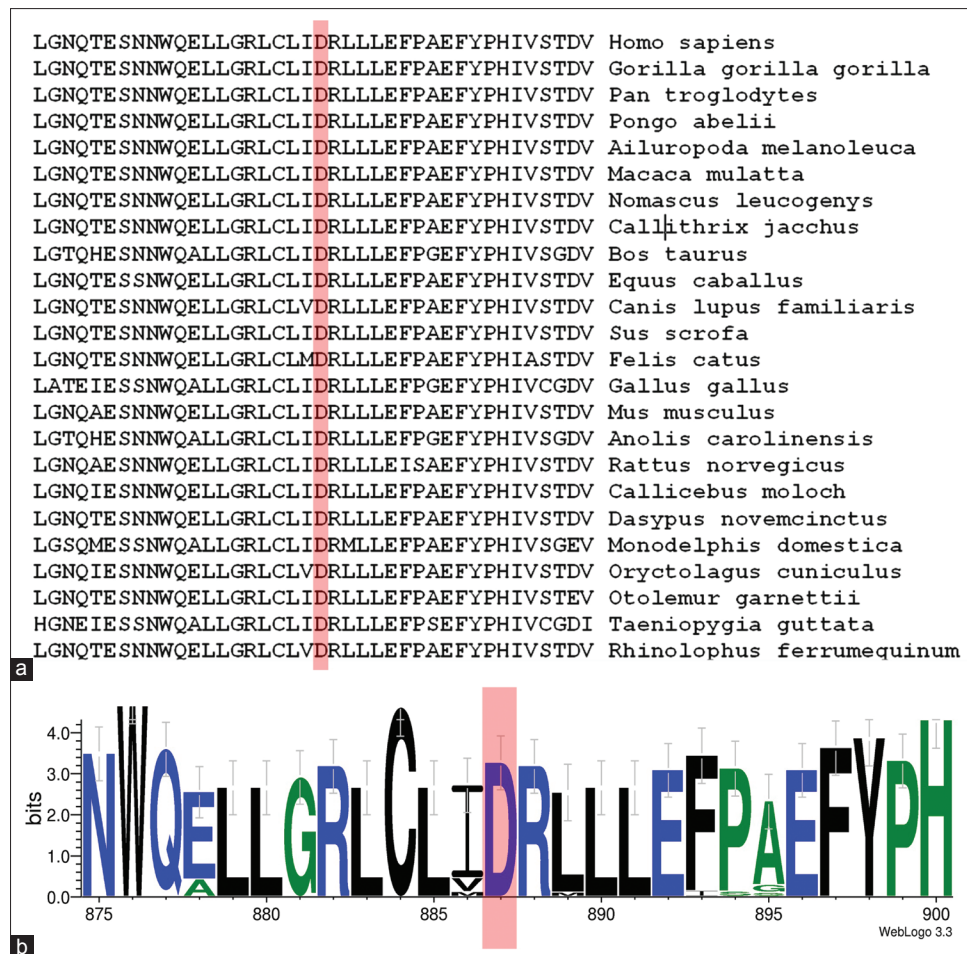 LGNQTESNNWQELLGRLCLIDRLLLEFPAEFYPHIVSTDV Homo sapiens
LGNQTESNNWQELLGRLCLIDRLLLEFPAEFYPHIVSTDV Gorilla gorilla gorilla
LGNQTESNNWQELLGRLCLIDRLLLEFPAEFYPHIVSTDV Pan troglodytes
LGNQTESNNWQELLGRLCLIDRLLLEFPAEFYPHIVSTDV Pongo abelii
LGNQTESNNWQELLGRLCLIDRLLLEFPAEFYPHIVSTDV Ailuropoda melanoleuca
LGNQTESNNWQELLGRLCLIDRLLLEFPAEFYPHIVSTDV Macaca mulatta
LGNQTESNNWQELLGRLCLIDRLLLEFPAEFYPHIVSTDV Nomascus leucogenys
LGNQTESNNWQELLGRLCLIDRLLLEFPAEFYPHIVSTDV Callithrix jacchus
LGTQHESNNWQALLGRLCLIDRLLLEFPGEFYPHIVSGDV Bos taurus
LGNQTESSNWQELLGRLCLIDRLLLEFPAEFYPHIVSTDV Equus caballus
LGNQTESNNWQELLGRLCLVDRLLLEFPAEFYPHIVSTDV Canis lupus familiaris
LGNQTESNNWQELLGRLCLIDRLLLEFPAEFYPHIVSTDV Sus scrofa
LGNQTESNNWQELLGRLCLMDRLLLEFPAEFYPHIASTDV Felis catus
LATEIESSNWQALLGRLCLIDRLLLEFPGEFYPHIVCGDV Gallus gallus
LGNQAESNNWQELLGRLCLIDRLLLEFPAEFYPHIVSTDV Mus musculus
LGTQHESNNWQALLGRLCLIDRLLLEFPGEFYPHIVSGDV Anolis carolinensis
LGNQAESNNWQELLGRLCLIDRLLLEISAEFYPHIVSTDV Rattus norvegicus
LGNQIESNNWQELLGRLCLIDRLLLEFPAEFYPHIVSTDV Callicebus moloch
LGNQTESNNWQELLGRLCLIDRLLLEFPAEFYPHIVSTDV Dasypus novemcinctus
LGSQMESSNWQALLGRLCLIDRMLLEFPAEFYPHIVSGEV Monodelphis domestica
LGNQIESNNWQELLGRLCLVDRLLLEFPAEFYPHIVSTDV Oryctolagus cuniculus
LGNQTESNNWQELLGRLCLIDRLLLEFPAEFYPHIVSTEV Otolemur garnettii
HGNEIESSNWQALLGRLCLIDRLLLEFPSEFYPHIVCGDI Taeniopygia guttata
LGNQTESNNWQELLGRLCLVDRLLLEFPAEFYPHIVSTDV Rhinolophus ferrumequinum
a
bits
4.0
3.0
2.0
1.0
0.0
NWQELLGRLCLIDRLLLEFPAEFYPH
A V M G
875 880 885 890 895 900
WebLogo 3.3
b